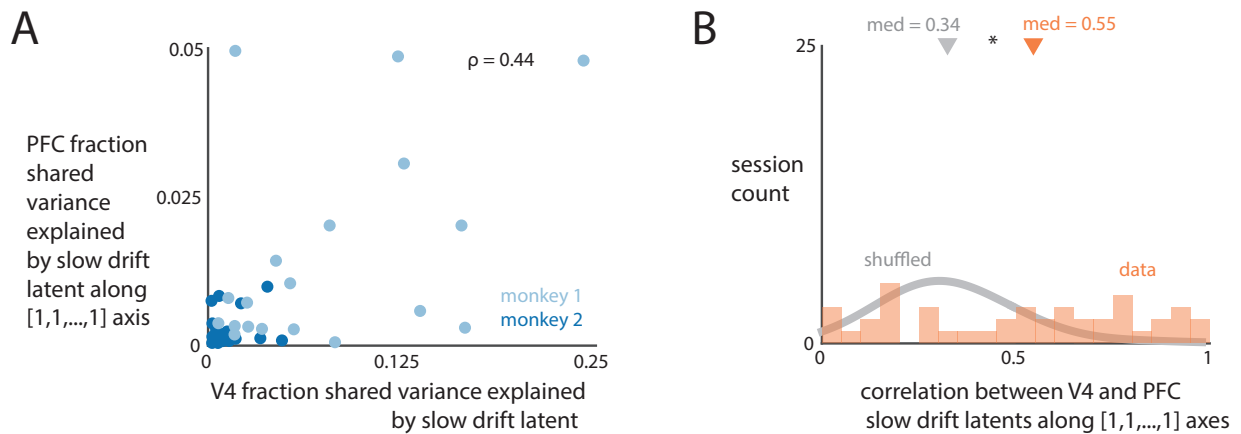 A
0.05
ρ = 0.44
PFC fraction
shared
variance
explained
by slow drift
latent along
[1,1,...,1] axis
0.025
monkey 1
monkey 2
0
0
0.125
0.25
V4 fraction shared variance explained
by slow drift latent
B
med = 0.34
*
med = 0.55
25
session
count
shuffled
data
0
0
0.5
1
correlation between V4 and PFC
slow drift latents along [1,1,...,1] axes